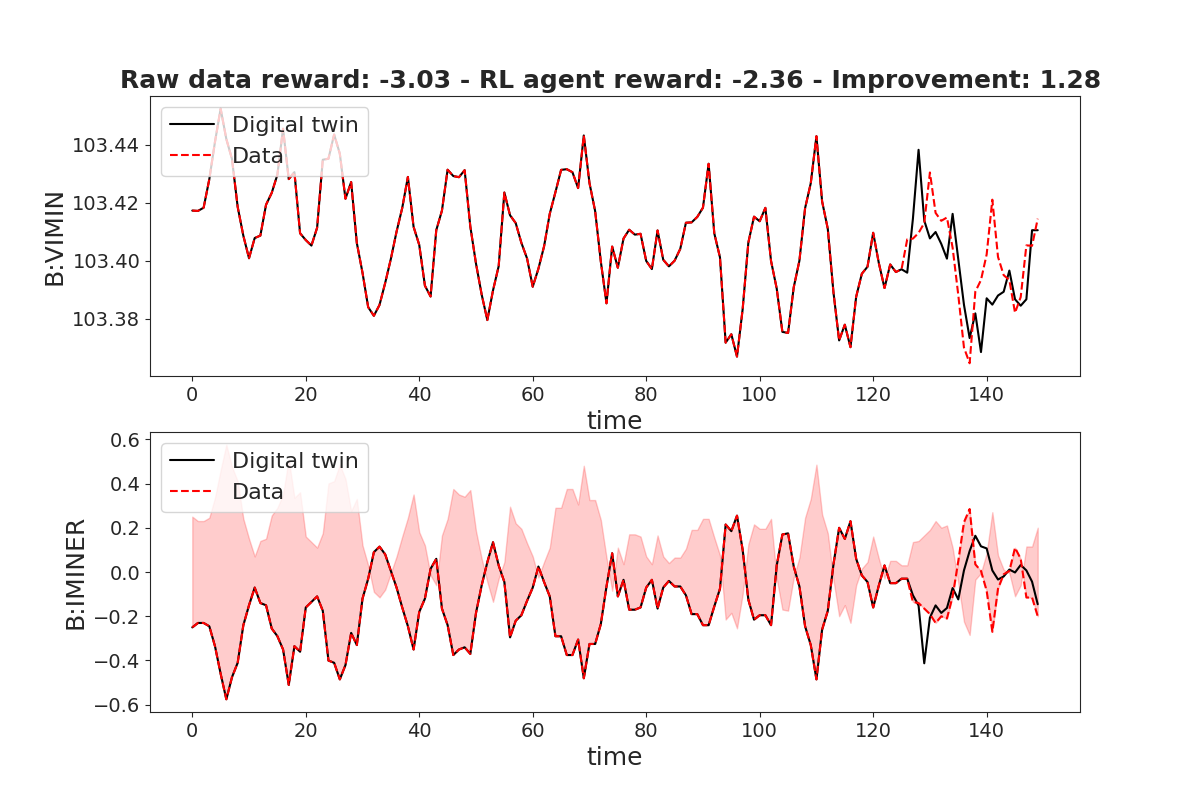 Raw data reward: -3.03 - RL agent reward: -2.36 - Improvement: 1.28
Digital twin
Data
B:VIMIN
103.44
103.42
103.40
103.38
0 20 40 60 80 100 120 140
time
Digital twin
Data
B:IMINER
0.6
0.4
0.2
0.0
−0.2
−0.4
−0.6
0 20 40 60 80 100 120 140
time